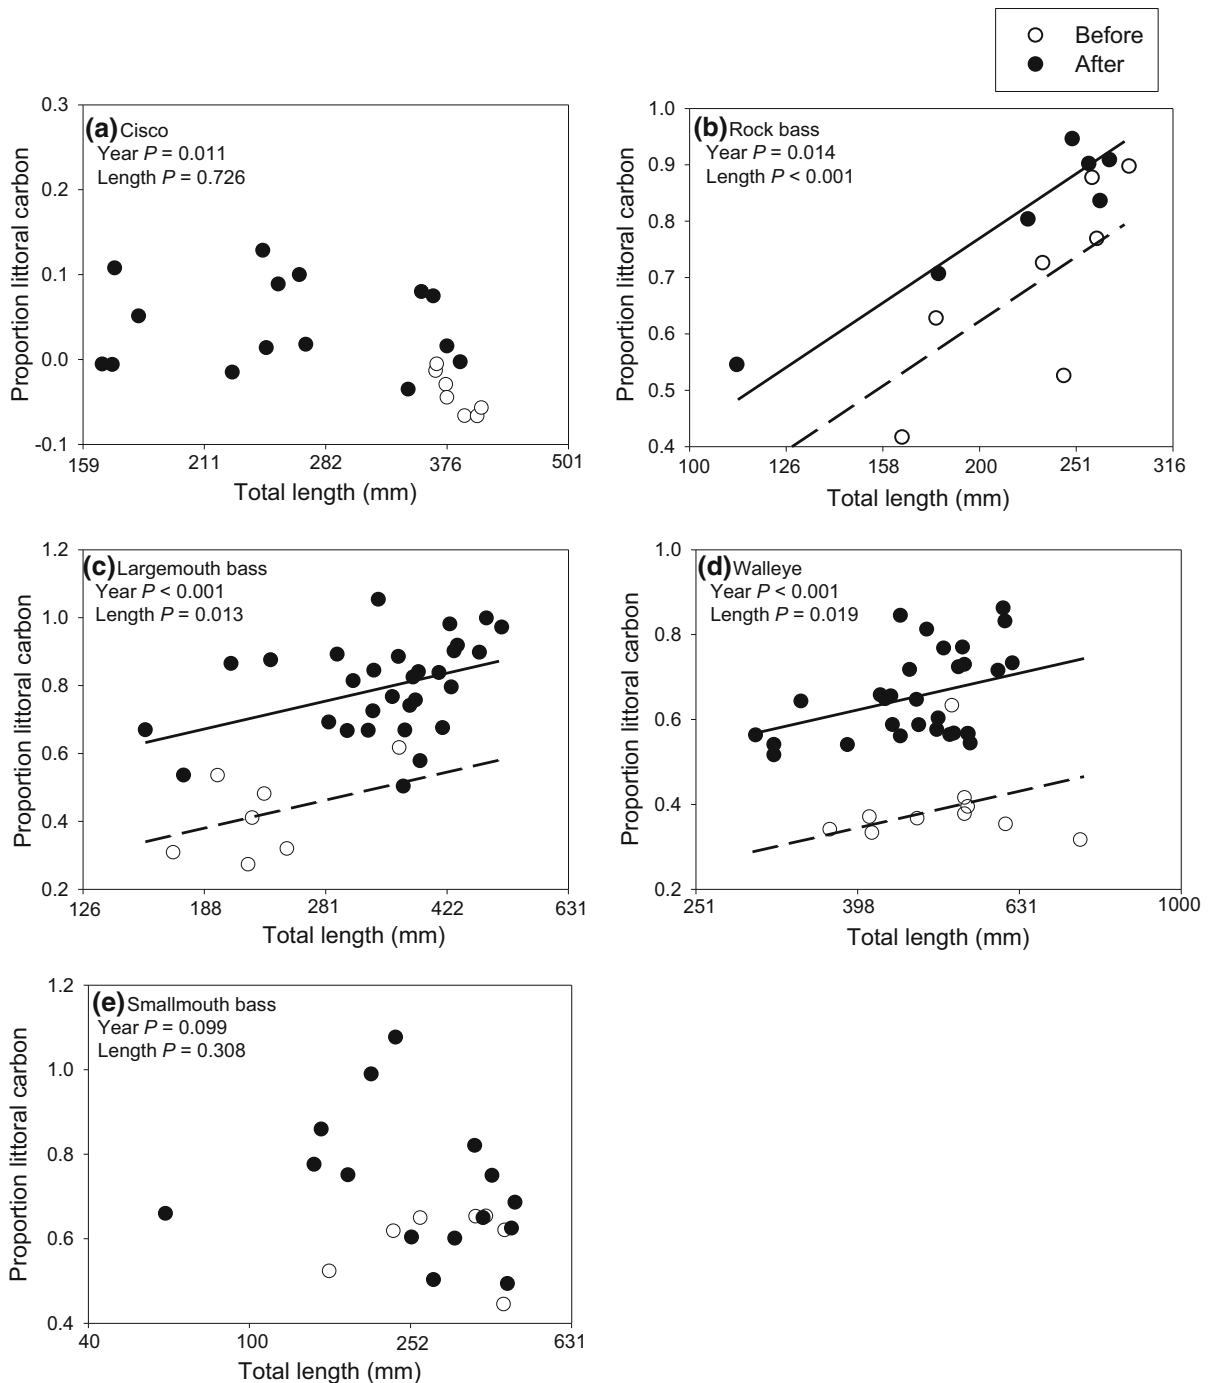 Before
After
(a) Cisco
Year P = 0.011
Length P = 0.726
Proportion littoral carbon
0.3
0.2
0.1
0.0
-0.1
159 211 282 376 501
Total length (mm)
(b) Rock bass
Year P = 0.014
Length P < 0.001
Proportion littoral carbon
1.0
0.9
0.8
0.7
0.6
0.5
0.4
100 126 158 200 251 316
Total length (mm)
(c) Largemouth bass
Year P < 0.001
Length P = 0.013
Proportion littoral carbon
1.2
1.0
0.8
0.6
0.4
0.2
126 188 281 422 631
Total length (mm)
(d) Walleye
Year P < 0.001
Length P = 0.019
Proportion littoral carbon
1.0
0.8
0.6
0.4
0.2
251 398 631 1000
Total length (mm)
(e) Smallmouth bass
Year P = 0.099
Length P = 0.308
Proportion littoral carbon
1.2
1.0
0.8
0.6
0.4
40 100 252 631
Total length (mm)